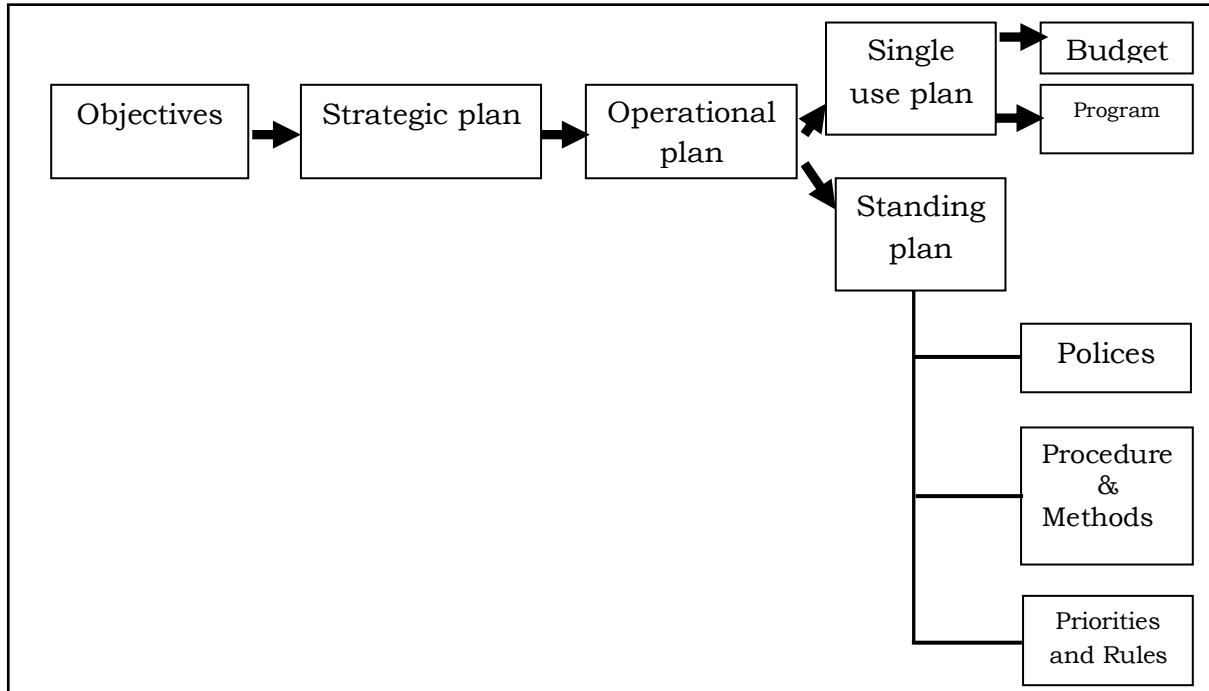 Objectives
Strategic plan
Operational
plan
Single
use plan
Budget
Program
Standing
plan
Polices
Procedure
&
Methods
Priorities
and Rules